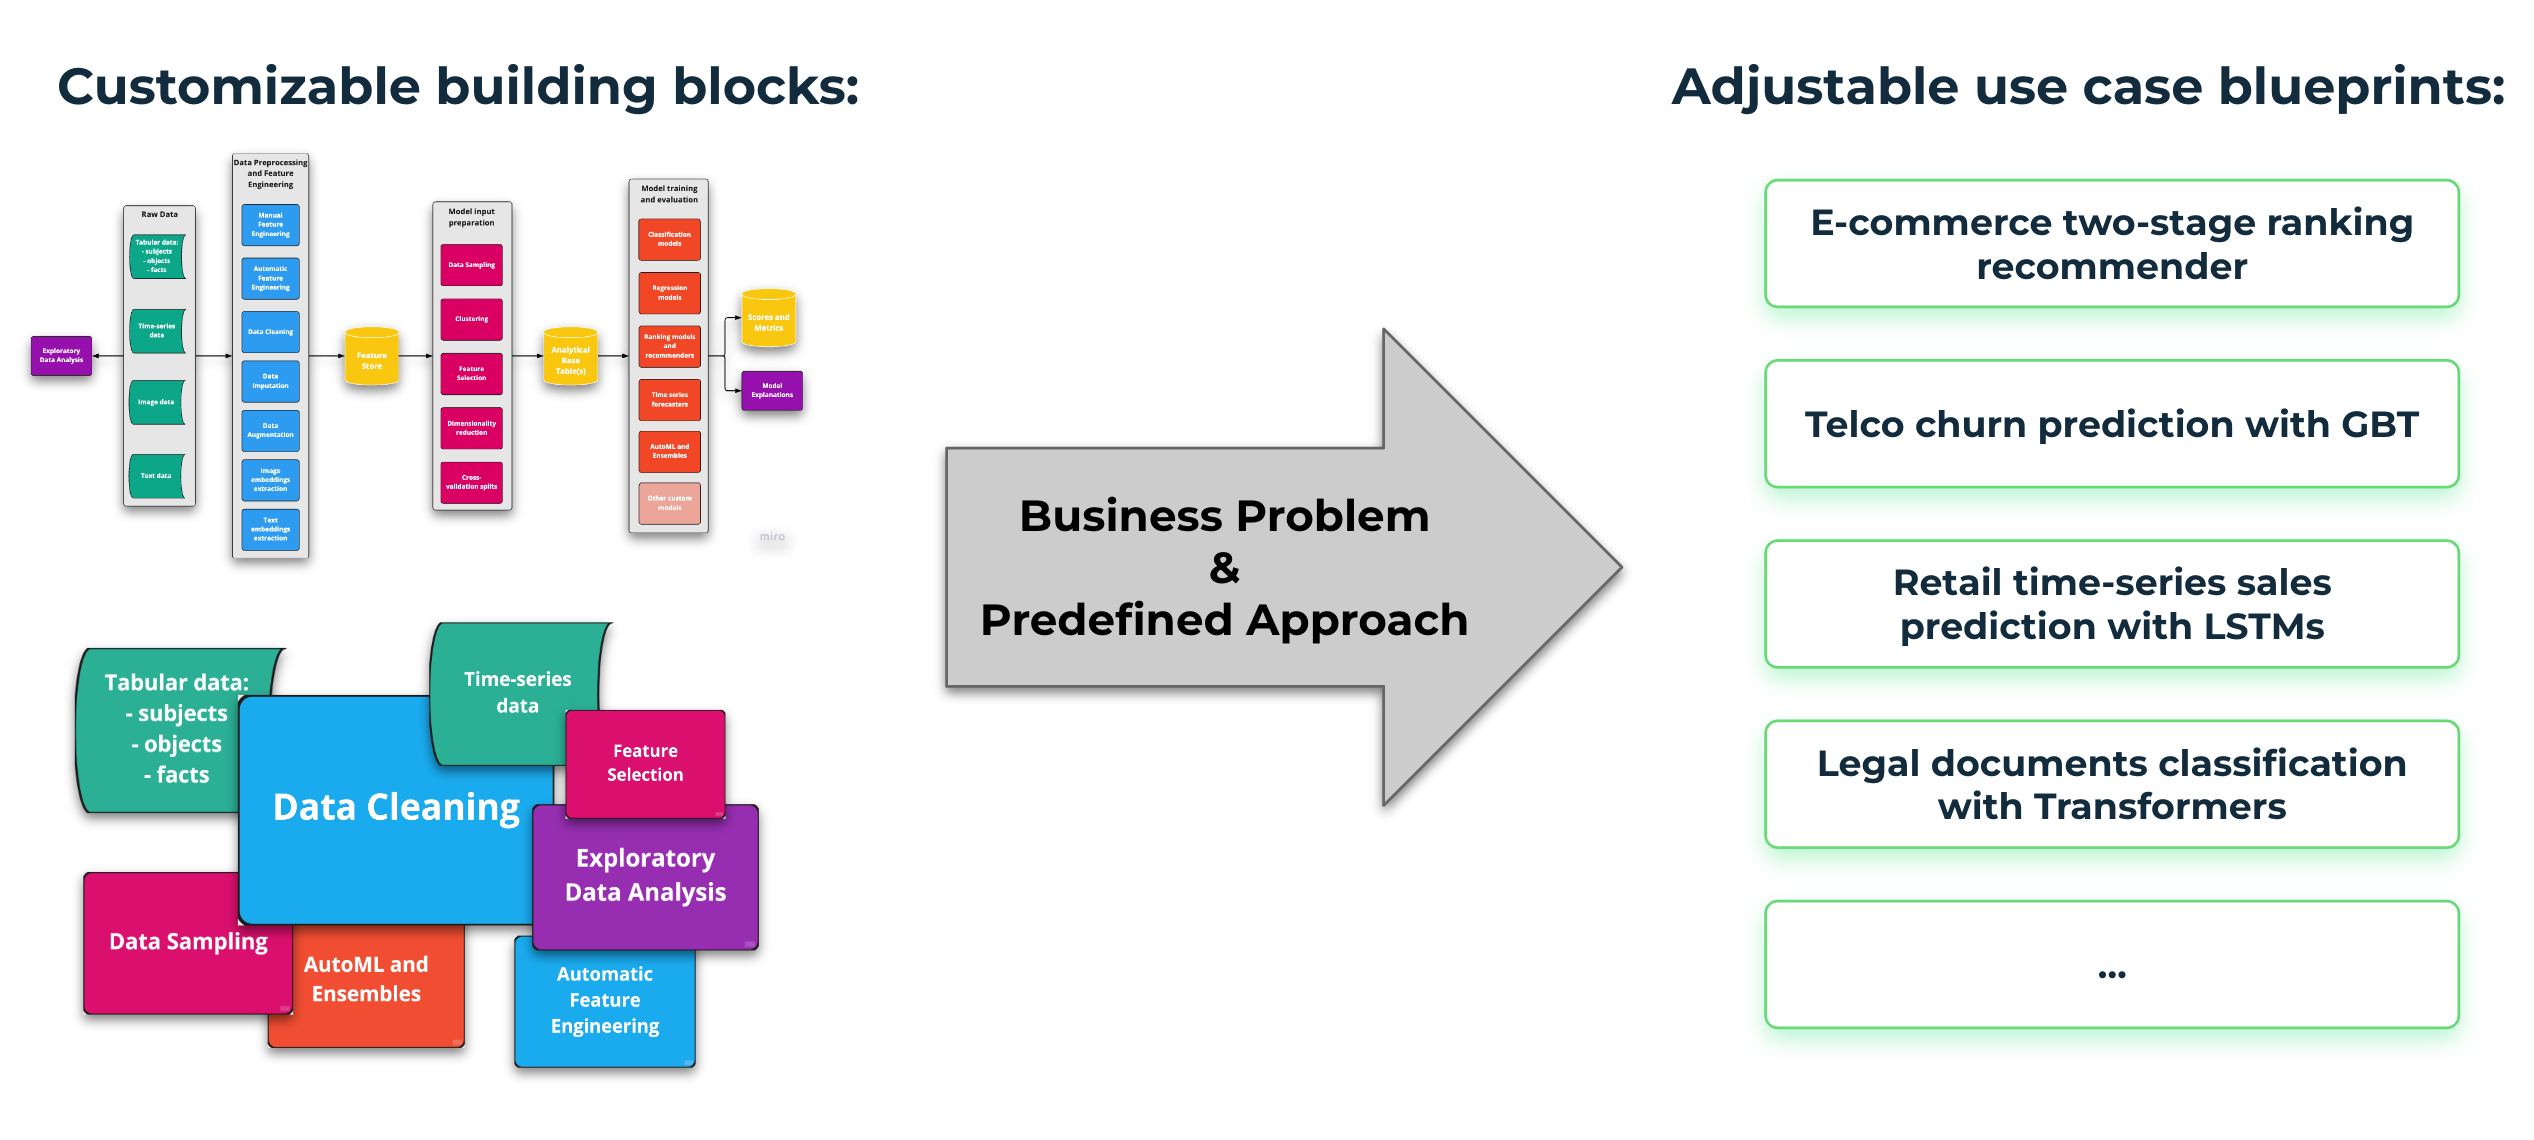 Customizable building blocks:
Adjustable use case blueprints:
Exploratory
Data Analysis
Raw Data
Tabular data:
- subjects
- objects
- facts
Time-series
data
Image data
Text data
Data Preprocessing
and Feature
Engineering
Manual
Feature
Engineering
Automatic
Feature
Engineering
Data Cleaning
Data
Imputation
Data
Augmentation
Image
embeddings
extraction
Text
embeddings
extraction
Feature
Store
Model input
preparation
Data Sampling
Clustering
Feature
Selection
Dimensionality
reduction
Cross-
validation splits
Analytical
Base
Table(s)
Model training
and evaluation
Classification
models
Regression
models
Ranking models
and
recommenders
Time series
forecasters
AutoML and
Ensembles
Other custom
models
Scores and
Metrics
Model
Explanations
miro
Tabular data:
- subjects
- objects
- facts
Data Cleaning
Time-series
data
Feature
Selection
Exploratory
Data Analysis
Data Sampling
AutoML and
Ensembles
Automatic
Feature
Engineering
Business Problem
&
Predefined Approach
E-commerce two-stage ranking
recommender
Telco churn prediction with GBT
Retail time-series sales
prediction with LSTMs
Legal documents classification
with Transformers
...